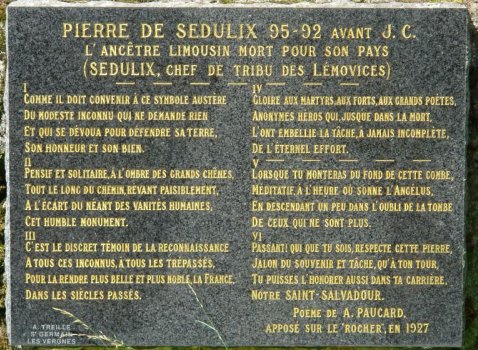 PIERRE DE SEDULIX 95-92 AVANT J. C.
L'ANCÊTRE LIMOUSIN MORT POUR SON PAYS
(SEDULIX, CHEF DE TRIBU DES LÉMOVICES)
I
COMME IL DOIT CONVENIR À CE SYMBOLE AUSTÈRE
DU MODESTE INCONNU QUI NE DEMANDE RIEN
ET QUI SE DÉVOUA POUR DÉFENDRE SA TERRE,
SON HONNEUR ET SON BIEN.
II
PENSIF ET SOLITAIRE, À L'OMBRE DES GRANDS CHÊNES,
TOUT LE LONG DU CHEMIN, REVANT PAISIBLEMENT,
A L'ÉCART DU NÉANT DES VANITÉS HUMAINES,
CET HUMBLE MONUMENT.
III
C'EST LE DISCRET TÉMOIN DE LA RECONNAISSANCE
A TOUS CES INCONNUS, À TOUS LES TRÉPASSÉS,
POUR LA RENDRE PLUS BELLE ET PLUS NOBLE, LA FRANCE,
DANS LES SIÈCLES PASSÉS.
IV
GLOIRE AUX MARTYRS, AUX FORTS, AUX GRANDS POÈTES,
ANONYMES HÉROS QUI, JUSQUE DANS LA MORT,
L'ONT EMBELLIE LA TÂCHE, À JAMAIS INCOMPLÈTE,
DE L'ÉTERNEL EFFORT.
V
LORSQUE TU MONTERAS DU FOND DE CETTE COMBE,
MÉDITATIF, À L'HEURE OÙ SONNE L'ANGÉLUS,
EN DESCENDANT UN PEU DANS L'OUBLI DE LA TOMBE
DE CEUX QUI NE SONT PLUS.
VI
PASSANT! QUI QUE TU SOIS, RESPECTE CETTE PIERRE,
JALON DU SOUVENIR ET TÂCHE, QU'À TON TOUR,
TU PUISSES L'HONORER AUSSI DANS TA CARRIÈRE,
NOTRE SAINT-SALVADOUR.
POÈME DE A. PAUCARD.
APPOSÉ SUR LE "ROCHER", EN 1927
A. TREILLE
ST GERMAIN
LES VERGNES